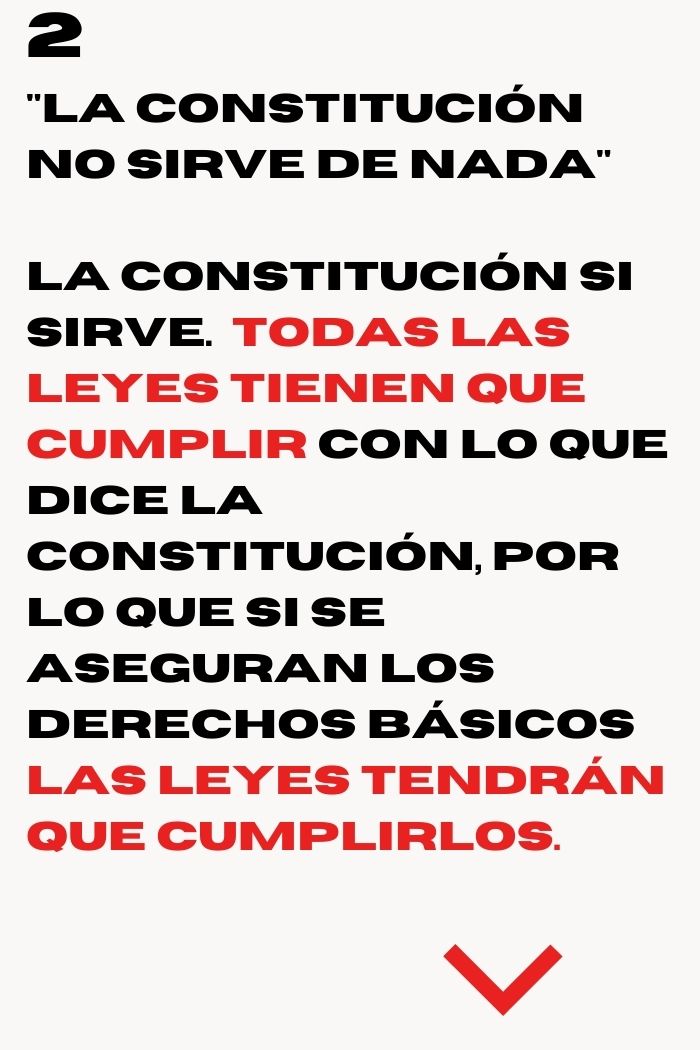 2
"LA CONSTITUCIÓN
NO SIRVE DE NADA"
LA CONSTITUCIÓN SI
SIRVE. TODAS LAS
LEYES TIENEN QUE
CUMPLIR CON LO QUE
DICE LA
CONSTITUCIÓN, POR
LO QUE SI SE
ASEGURAN LOS
DERECHOS BÁSICOS
LAS LEYES TENDRÁN
QUE CUMPLIRLOS.